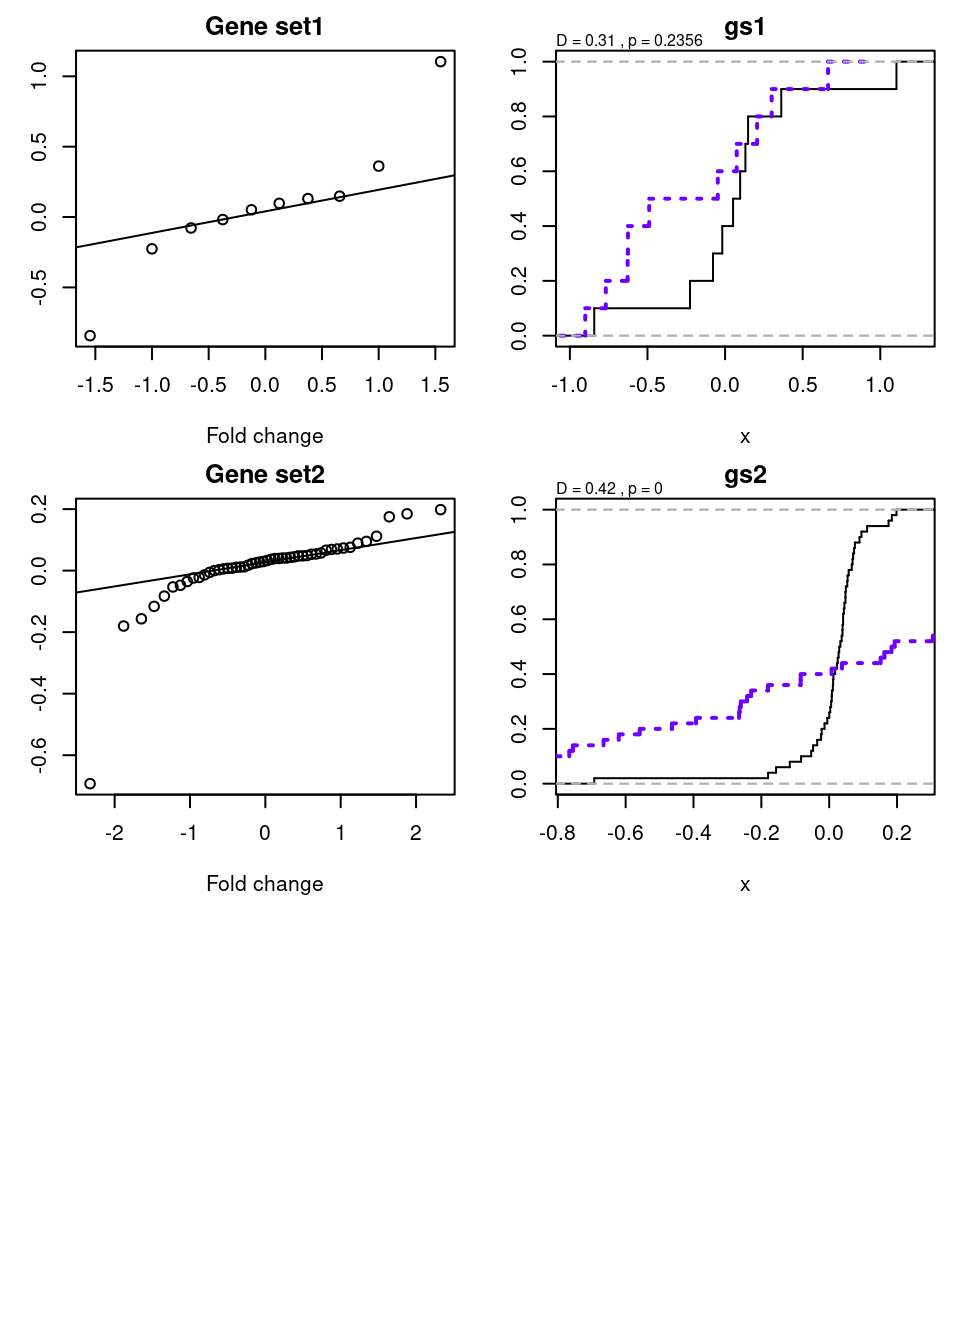 Gene set1
1.0
0.5
0.0
-0.5
-1.5 -1.0 -0.5 0.0 0.5 1.0 1.5
Fold change
gs1
D = 0.31 , p = 0.2356
1.0
0.8
0.6
0.4
0.2
0.0
-1.0 -0.5 0.0 0.5 1.0
x
Gene set2
0.2
0.0
-0.2
-0.4
-0.6
-2 -1 0 1 2
Fold change
gs2
D = 0.42 , p = 0
1.0
0.8
0.6
0.4
0.2
0.0
-0.8 -0.6 -0.4 -0.2 0.0 0.2
x